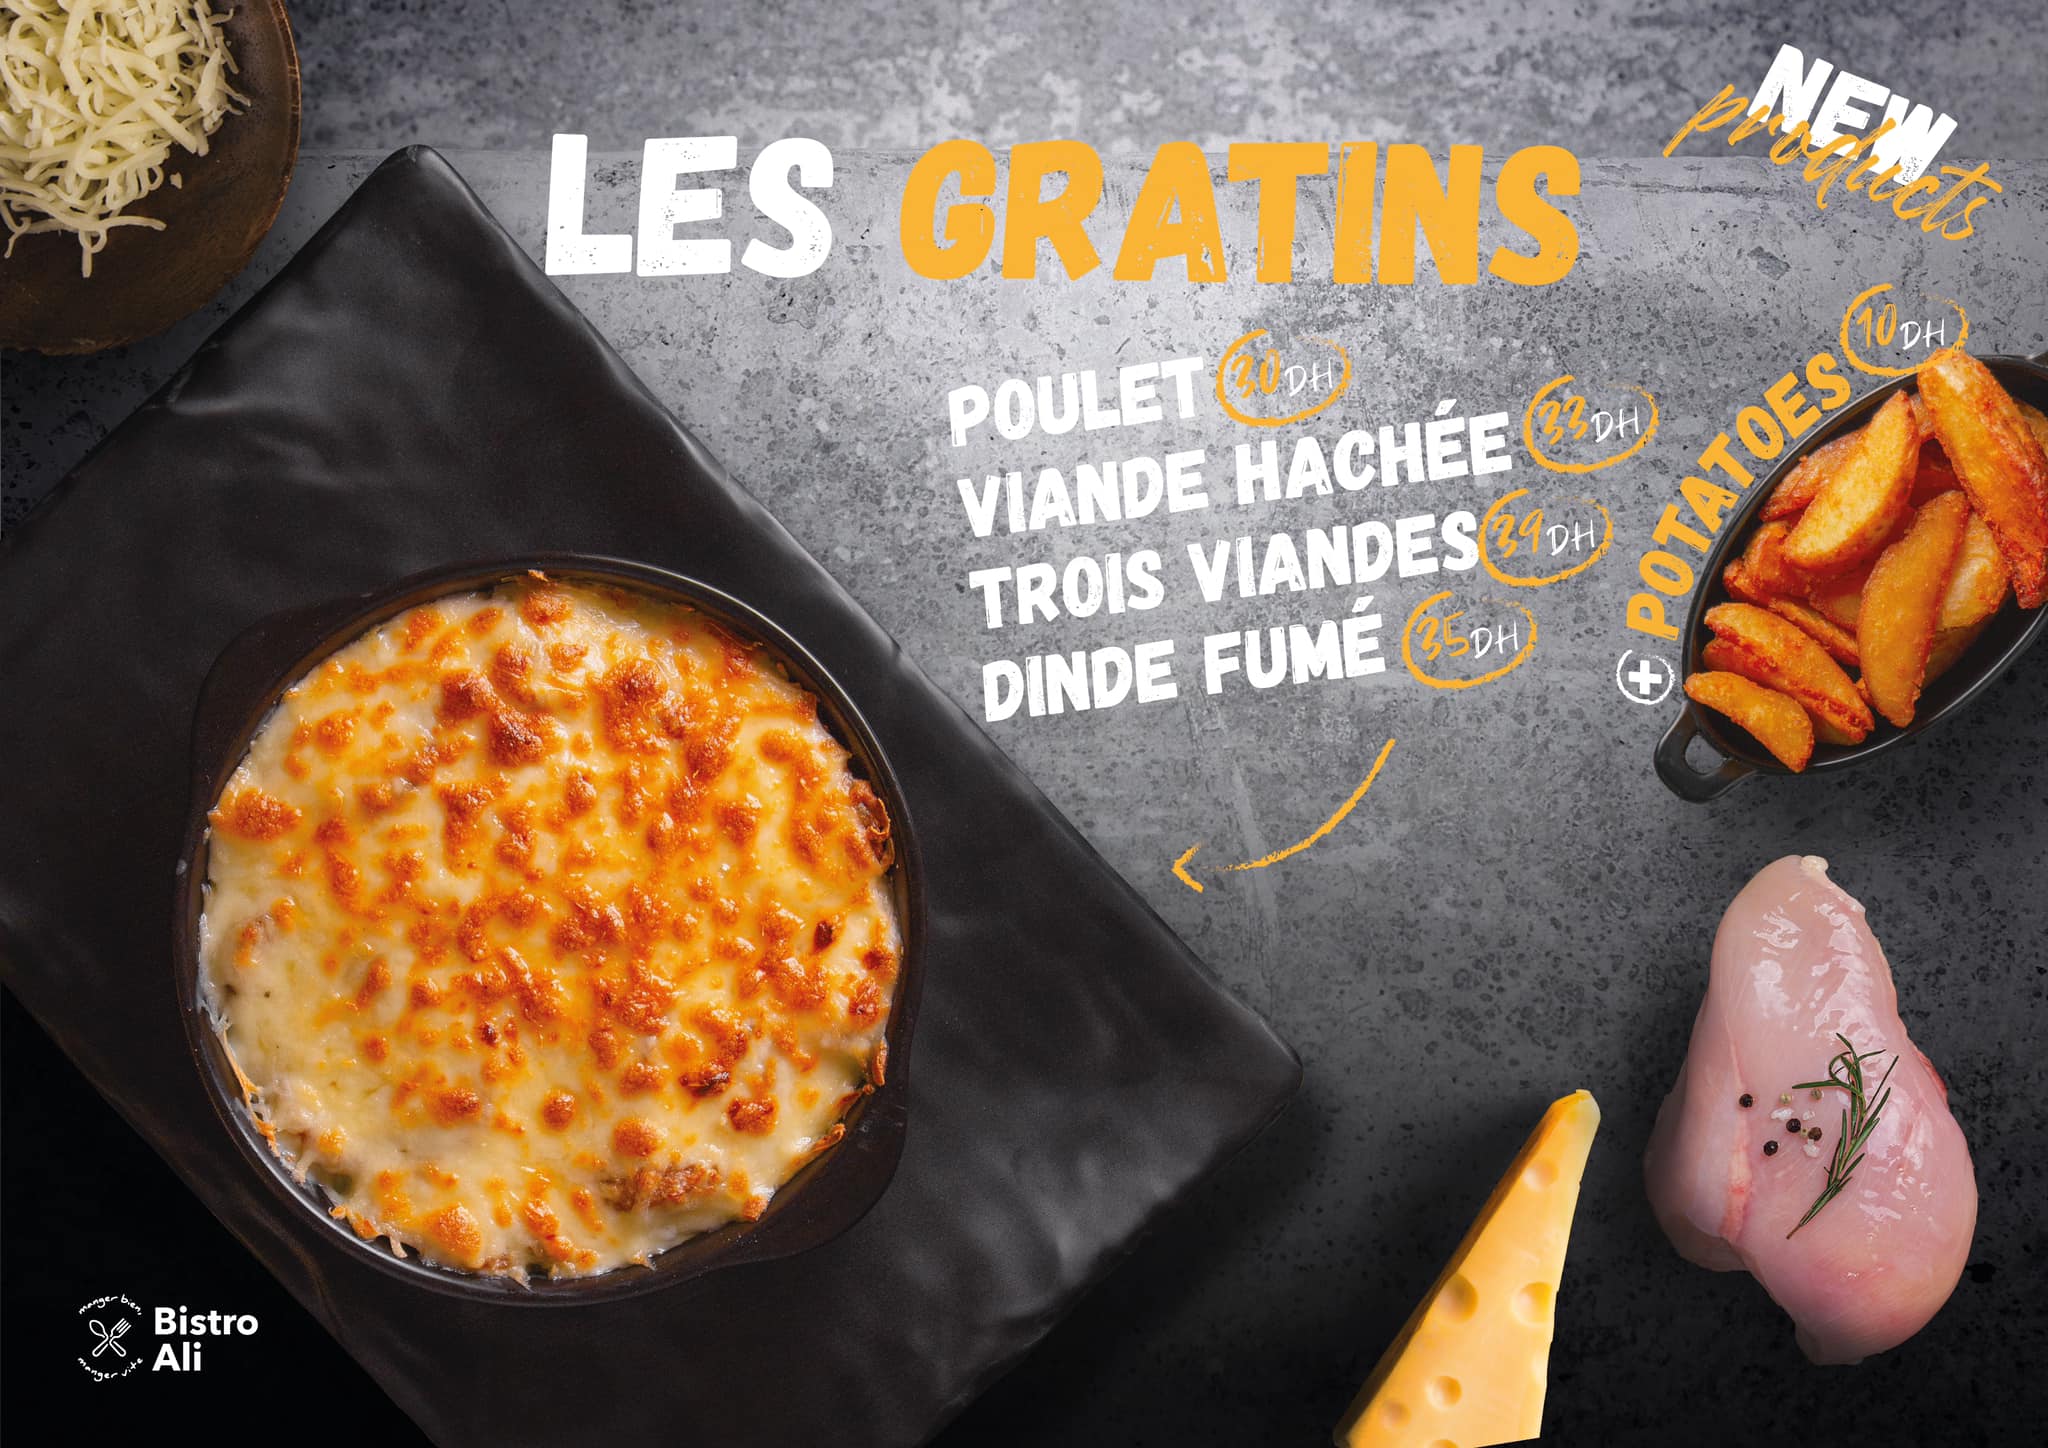 NEW
products
LES GRATINS
POULET 30DH
VIANDE HACHÉE 33DH
TROIS VIANDES 39DH
DINDE FUMÉ 35DH
+ POTATOES 10DH
manger bien,
manger vite
Bistro
Ali